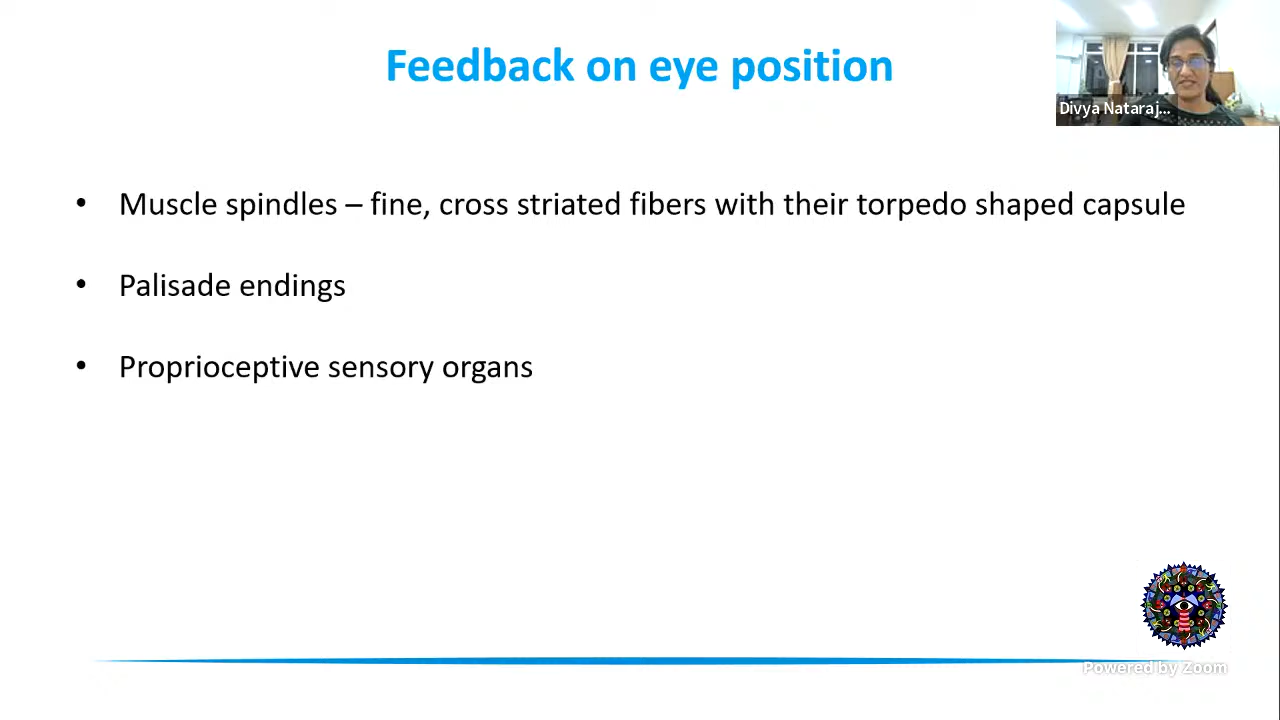 Feedback on eye position
Divya Nataraj...
• Muscle spindles – fine, cross striated fibers with their torpedo shaped capsule
• Palisade endings
• Proprioceptive sensory organs
Powered by Zoom